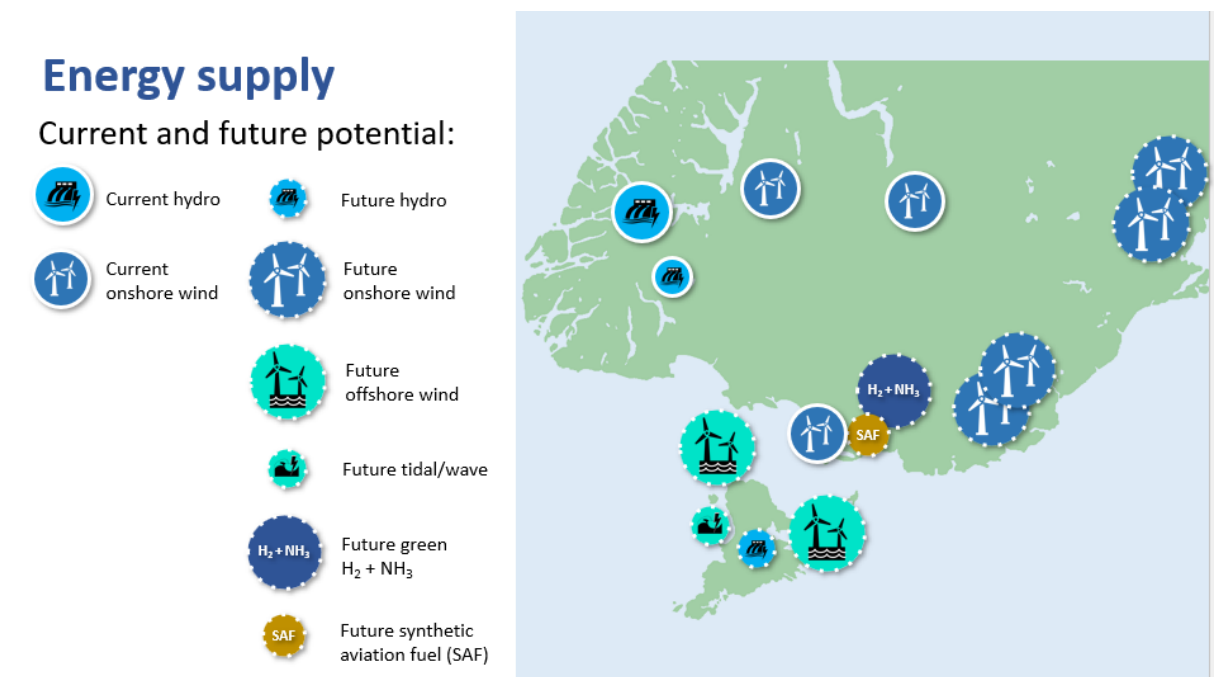 Energy supply
Current and future potential:
Current hydro
Future hydro
Current
onshore wind
Future
onshore wind
Future
offshore wind
Future tidal/wave
H₂ + NH₃
Future green
H₂ + NH₃
SAF
Future synthetic
aviation fuel (SAF)
H₂ + NH₃
SAF